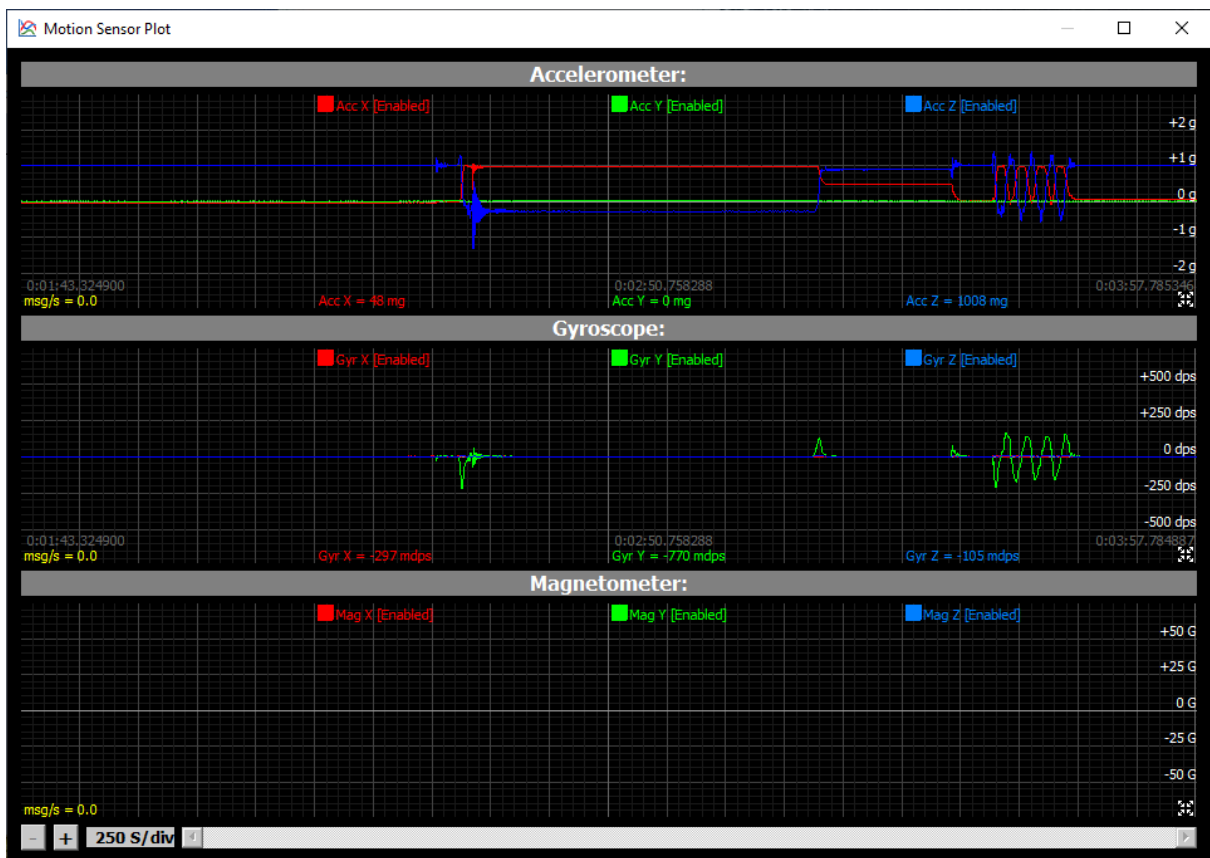 Motion Sensor Plot
Accelerometer:
Acc X [Enabled] Acc Y [Enabled] Acc Z [Enabled]
+2 g
+1 g
0 g
-1 g
-2 g
0:01:43.324900 0:02:50.758288 0:03:57.785346
msg/s = 0.0 Acc X = 48 mg Acc Y = 0 mg Acc Z = 1008 mg
Gyroscope:
Gyr X [Enabled] Gyr Y [Enabled] Gyr Z [Enabled]
+500 dps
+250 dps
0 dps
-250 dps
-500 dps
0:01:43.324900 0:02:50.758288 0:03:57.784887
msg/s = 0.0 Gyr X = -297 mdps Gyr Y = -770 mdps Gyr Z = -105 mdps
Magnetometer:
Mag X [Enabled] Mag Y [Enabled] Mag Z [Enabled]
+50 G
+25 G
0 G
-25 G
-50 G
msg/s = 0.0
- + 250 S/div